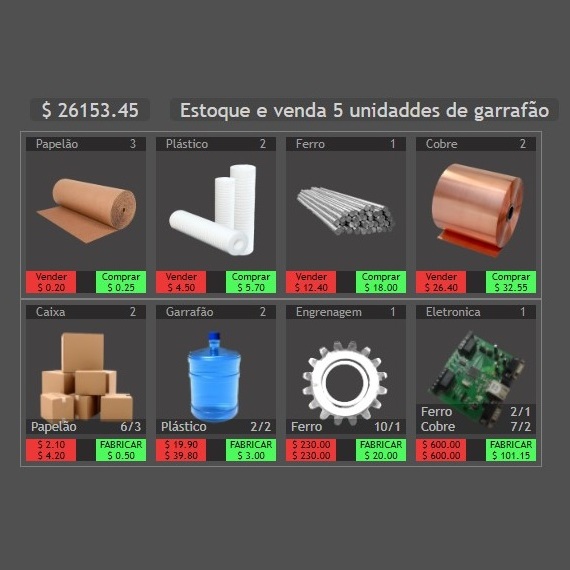 $ 26153.45 Estoque e venda 5 unidaddes de garrafão
Papelão 3 Plástico 2 Ferro 1 Cobre 2
Vender Comprar Vender Comprar Vender Comprar Vender Comprar
$ 0.20 $ 0.25 $ 4.50 $ 5.70 $ 12.40 $ 18.00 $ 26.40 $ 32.55
Caixa 2 Garrafão 2 Engrenagem 1 Eletronica 1
Ferro 2/1
Papelão 6/3 Plástico 2/2 Ferro 10/1 Cobre 7/2
$ 2.10 FABRICAR $ 19.90 FABRICAR $ 230.00 FABRICAR $ 600.00 FABRICAR
$ 4.20 $ 0.50 $ 39.80 $ 3.00 $ 230.00 $ 20.00 $ 600.00 $ 101.15